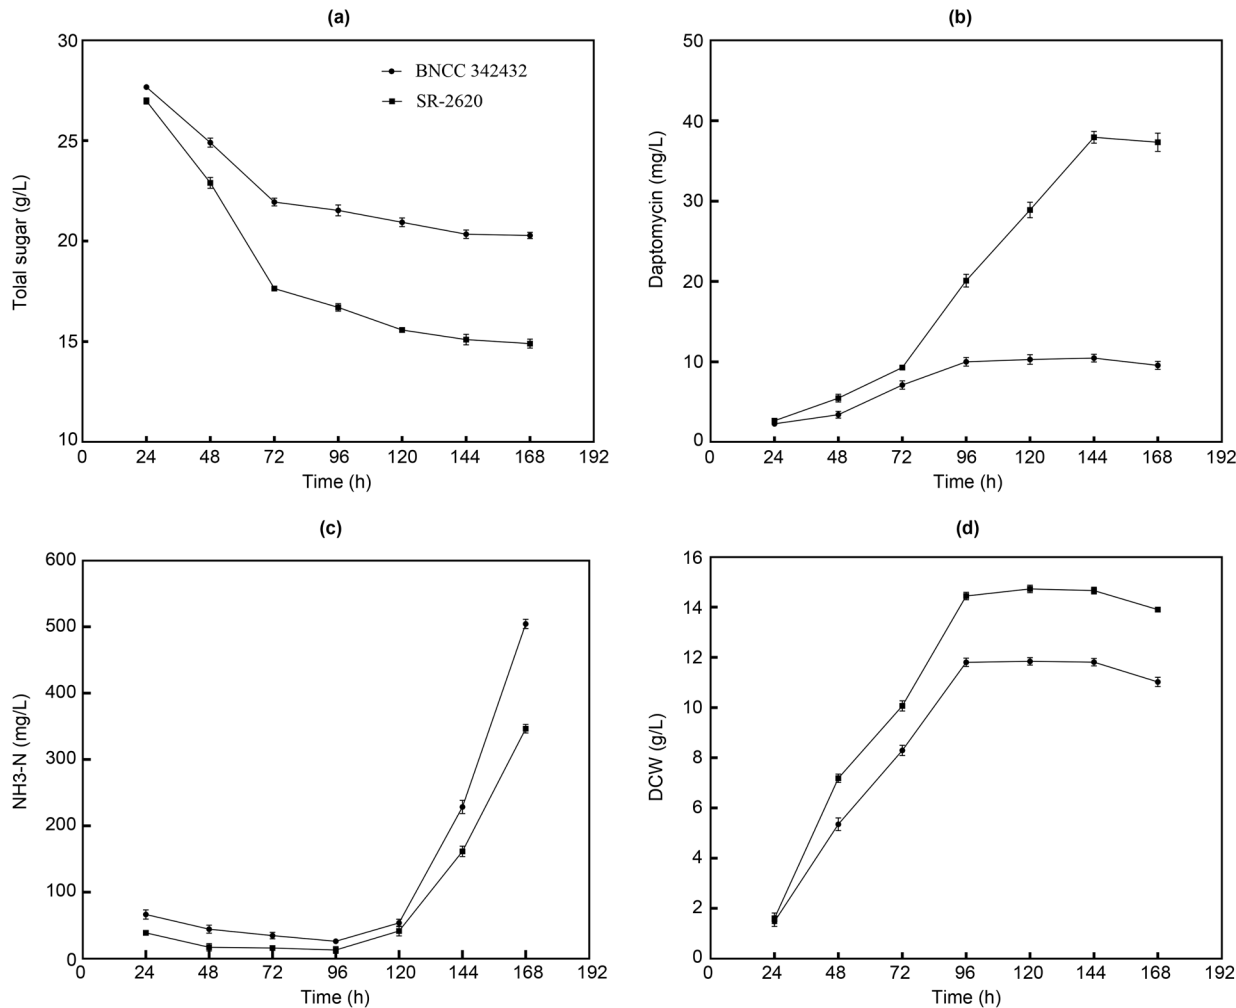 (a)
30
25
20
15
10
Tolal sugar (g/L)
BNCC 342432
SR-2620
0 24 48 72 96 120 144 168 192
Time (h)
(b)
50
40
30
20
10
0
Daptomycin (mg/L)
0 24 48 72 96 120 144 168 192
Time (h)
(c)
600
500
400
300
200
100
0
NH3-N (mg/L)
0 24 48 72 96 120 144 168 192
Time (h)
(d)
16
14
12
10
8
6
4
2
0
DCW (g/L)
0 24 48 72 96 120 144 168 192
Time (h)